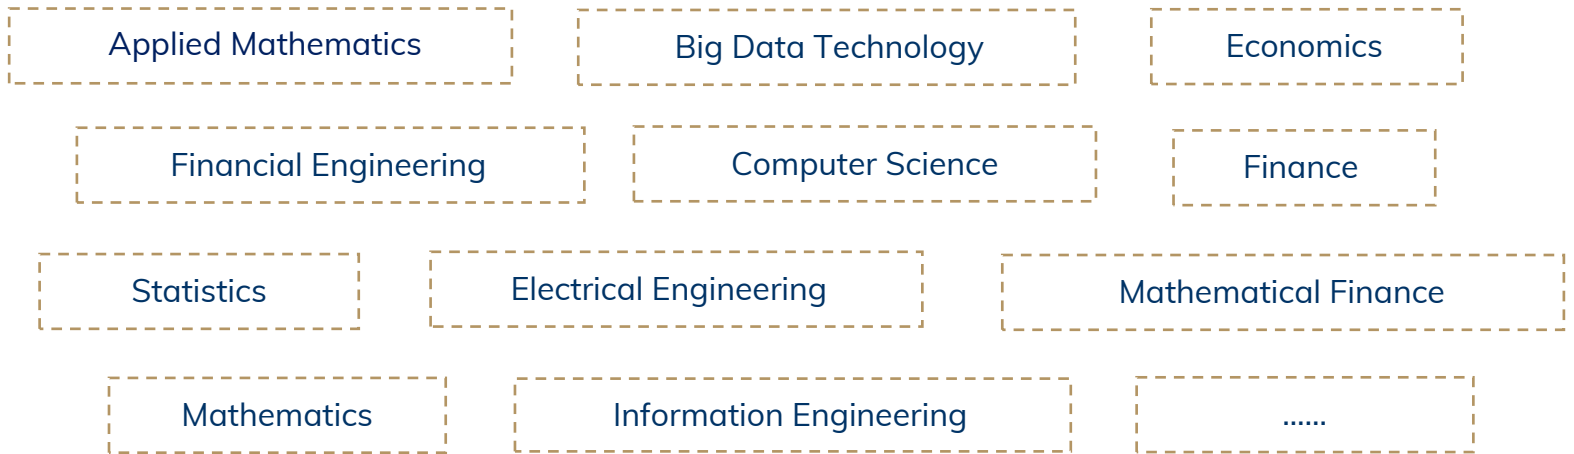 Applied Mathematics
Big Data Technology
Economics
Financial Engineering
Computer Science
Finance
Statistics
Electrical Engineering
Mathematical Finance
Mathematics
Information Engineering
......